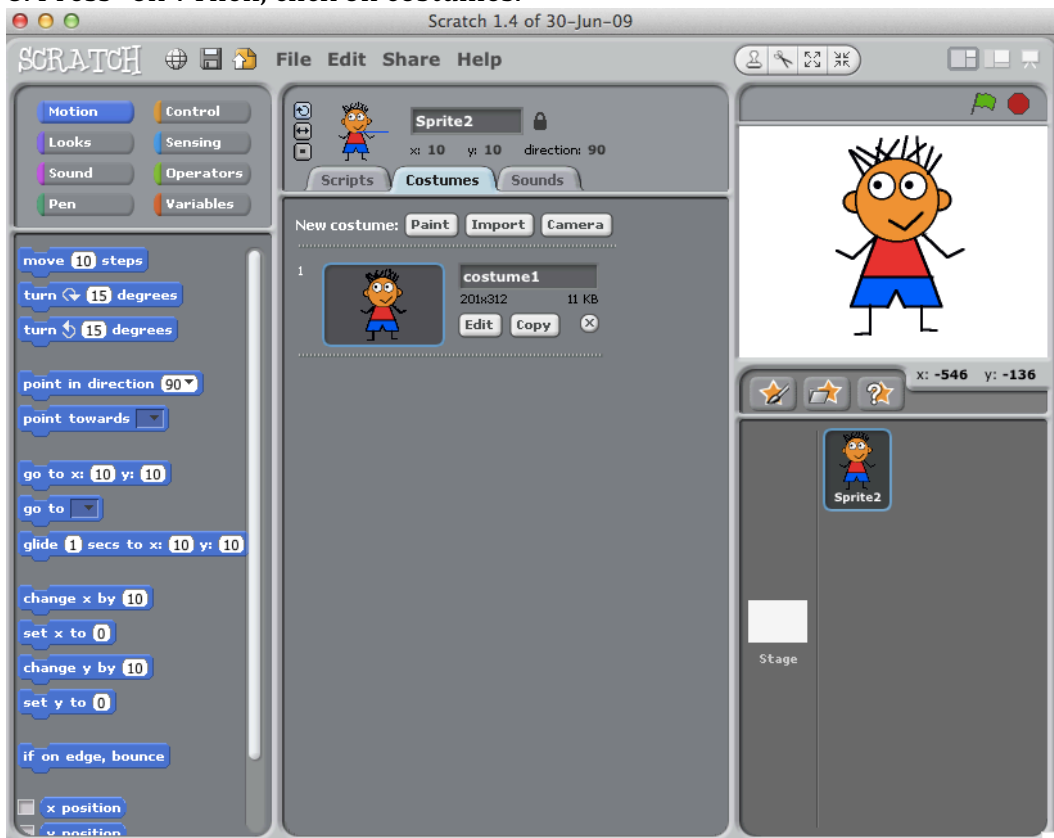 Scratch 1.4 of 30-Jun-09
SCRATCH File Edit Share Help
Motion Control
Looks Sensing
Sound Operators
Pen Variables
move 10 steps
turn 15 degrees
turn 15 degrees
point in direction 90
point towards
go to x: 10 y: 10
go to
glide 1 secs to x: 10 y: 10
change x by 10
set x to 0
change y by 10
set y to 0
if on edge, bounce
x position
y position
Sprite2
x: 10 y: 10 direction: 90
Scripts Costumes Sounds
New costume: Paint Import Camera
1
costume1
201x312 11 KB
Edit Copy
x: -546 y: -136
Sprite2
Stage